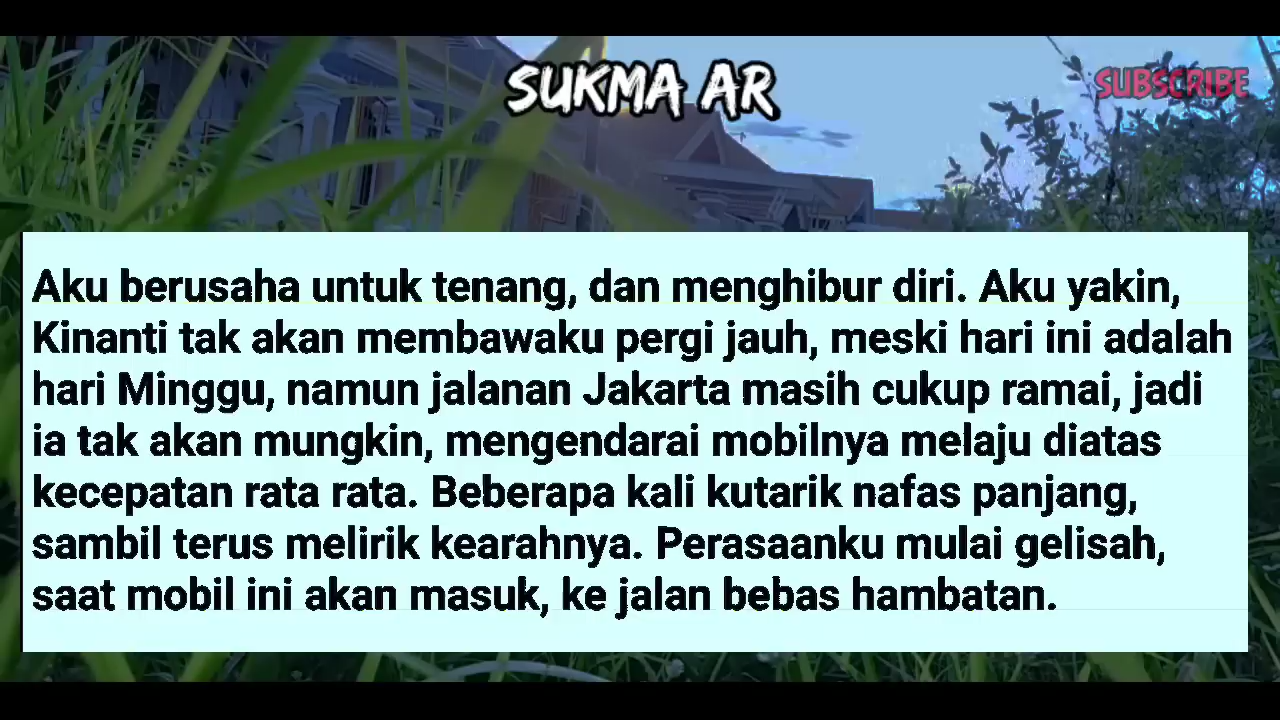 SUKMA AR
SUBSCRIBE
Aku berusaha untuk tenang, dan menghibur diri. Aku yakin,
Kinanti tak akan membawaku pergi jauh, meski hari ini adalah
hari Minggu, namun jalanan Jakarta masih cukup ramai, jadi
ia tak akan mungkin, mengendarai mobilnya melaju diatas
kecepatan rata rata. Beberapa kali kutarik nafas panjang,
sambil terus melirik kearahnya. Perasaanku mulai gelisah,
saat mobil ini akan masuk, ke jalan bebas hambatan.